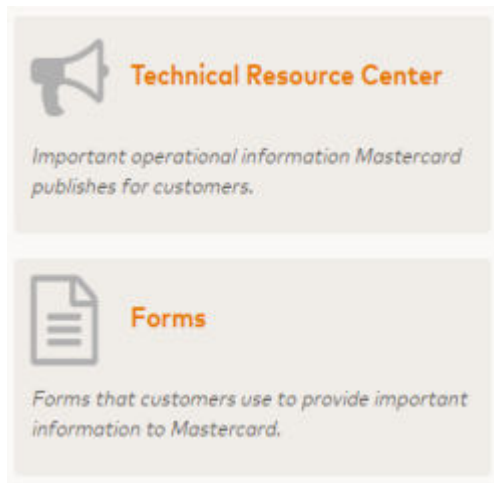 Technical Resource Center
Important operational information Mastercard
publishes for customers.
Forms
Forms that customers use to provide important
information to Mastercard.